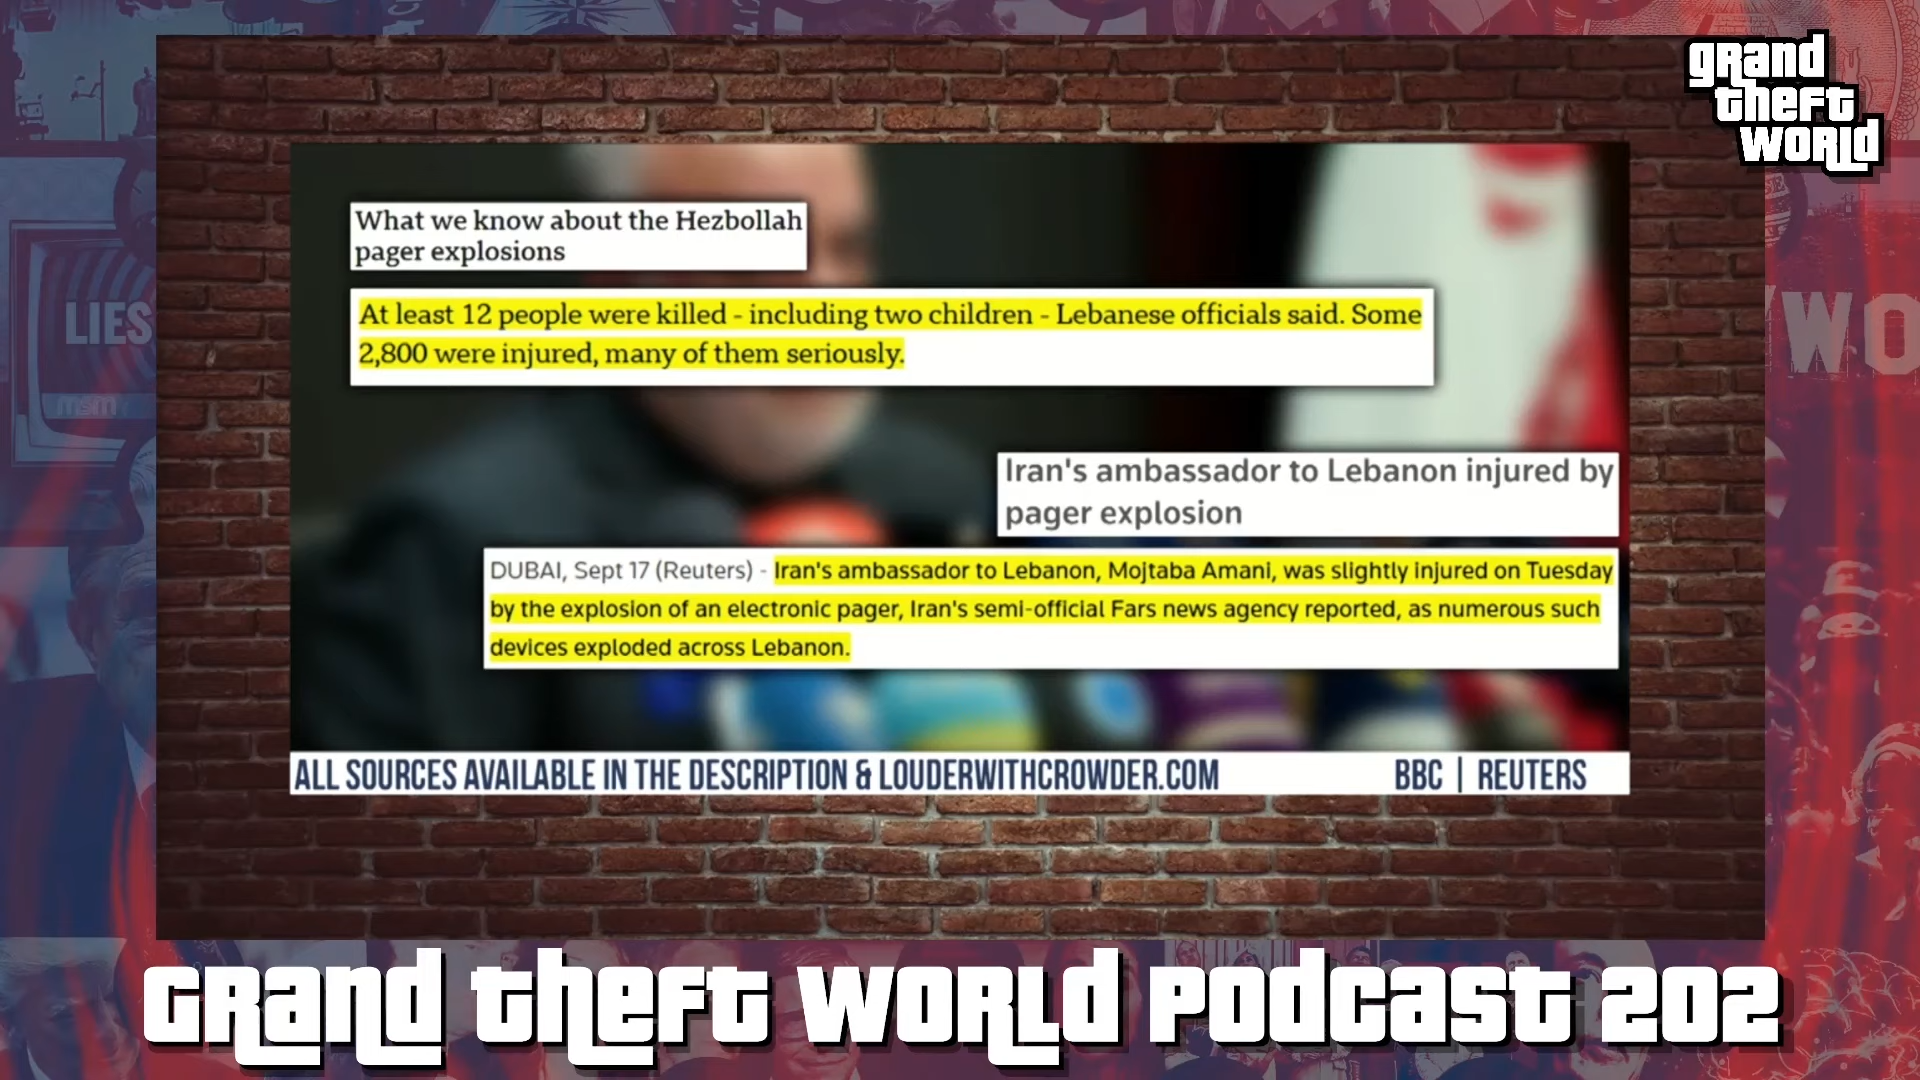 grand
theft
world
What we know about the Hezbollah
pager explosions
At least 12 people were killed - including two children - Lebanese officials said. Some
2,800 were injured, many of them seriously.
Iran's ambassador to Lebanon injured by
pager explosion
DUBAI, Sept 17 (Reuters) - Iran's ambassador to Lebanon, Mojtaba Amani, was slightly injured on Tuesday
by the explosion of an electronic pager, Iran's semi-official Fars news agency reported, as numerous such
devices exploded across Lebanon.
LIES
msm
ALL SOURCES AVAILABLE IN THE DESCRIPTION & LOUDERWITHCROWDER.COM
BBC | REUTERS
GRAND THEFT WORLD PODCAST 202